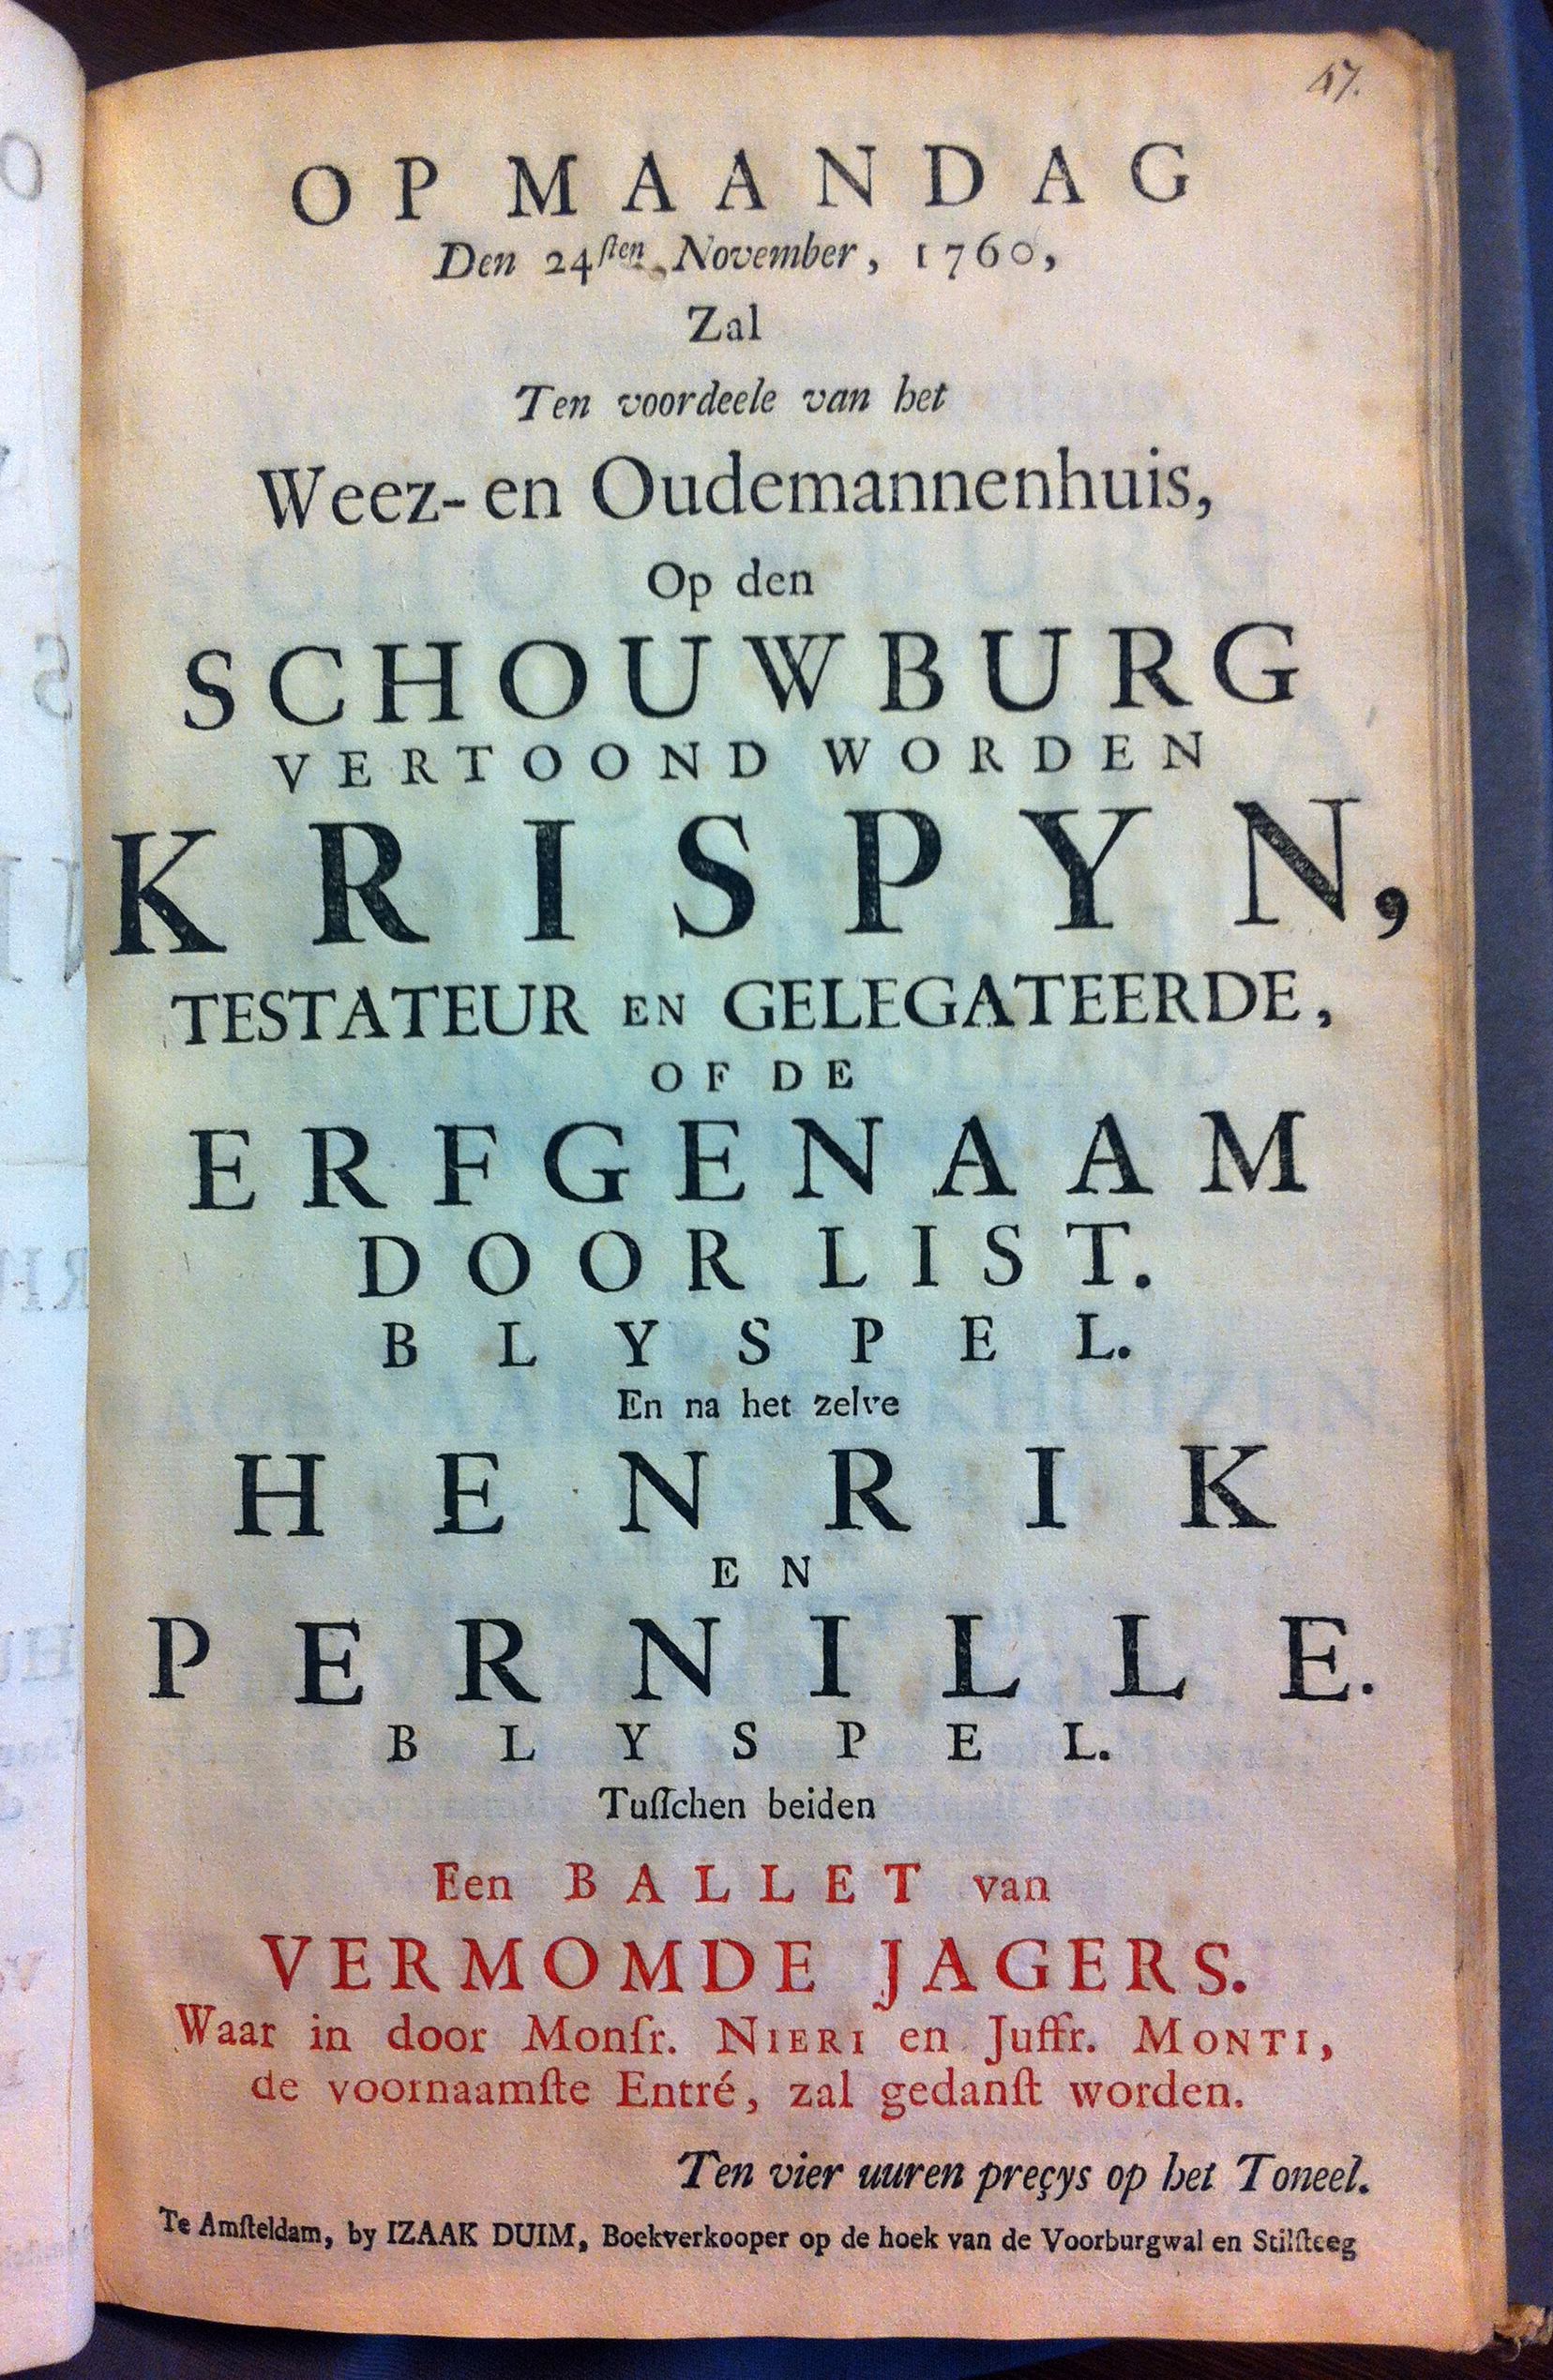 47.
OP MAANDAG
Den 24ſten November, 1760,
Zal
Ten voordeele van het
Weez- en Oudemannenhuis,
Op den
SCHOUWBURG
VERTOOND WORDEN
KRISPYN,
TESTATEUR EN GELEGATEERDE,
OF DE
ERFGENAAM
DOOR LIST.
BLYSPEL.
En na het zelve
HENRIK
EN
PERNILLE.
BLYSPEL.
Tuſſchen beiden
Een BALLET van
VERMOMDE JAGERS.
Waar in door Monſr. NIERI en Juffr. MONTI,
de voornaamſte Entré, zal gedanſt worden.
Ten vier uuren preçys op het Toneel.
Te Amſteldam, by IZAAK DUIM, Boekverkooper op de hoek van de Voorburgwal en Stilſteeg